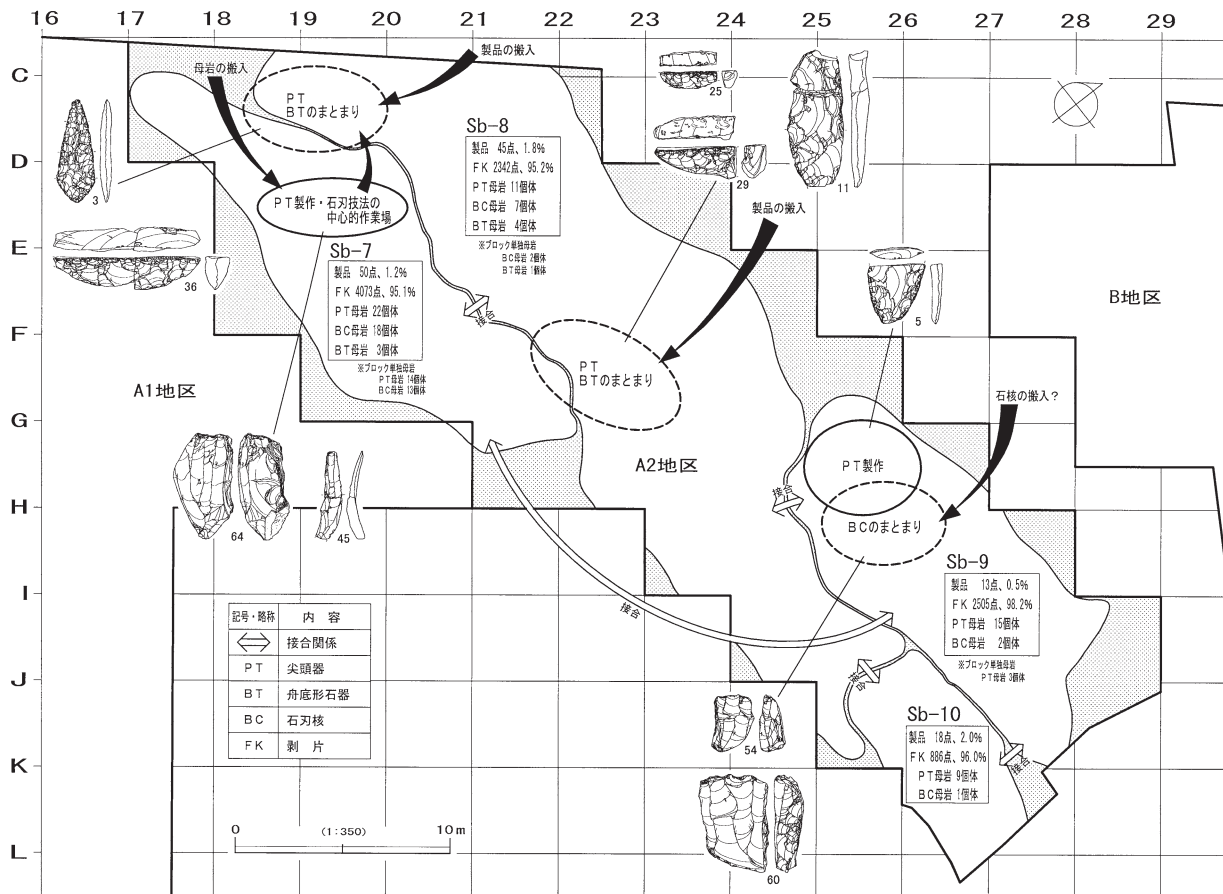 16 17 18 19 20 21 22 23 24 25 26 27 28 29
C
D
E
F
G
H
I
J
K
L
母岩の搬入
製品の搬入
PT
BTのまとまり
3
PT製作・石刃技法の
中心的作業場
36
Sb-7
製品 50点、1.2%
FK 4073点、95.1%
PT母岩 22個体
BC母岩 18個体
BT母岩 3個体
※ブロック単独母岩
PT母岩 14個体
BC母岩 13個体
Sb-8
製品 45点、1.8%
FK 2342点、95.2%
PT母岩 11個体
BC母岩 7個体
BT母岩 4個体
※ブロック単独母岩
BC母岩 2個体
BT母岩 1個体
25
29
11
製品の搬入
接合
PT
BTのまとまり
5
B地区
A1地区
A2地区
石核の搬入?
PT製作
接合
BCのまとまり
64
45
接合
Sb-9
製品 13点、0.5%
FK 2505点、98.2%
PT母岩 15個体
BC母岩 2個体
※ブロック単独母岩
PT母岩 3個体
接合
54
Sb-10
製品 18点、2.0%
FK 886点、96.0%
PT母岩 9個体
BC母岩 1個体
接合
60
記号・略称 内容
接合関係
PT 尖頭器
BT 舟底形石器
BC 石刃核
FK 剥片
0 (1:350) 10m